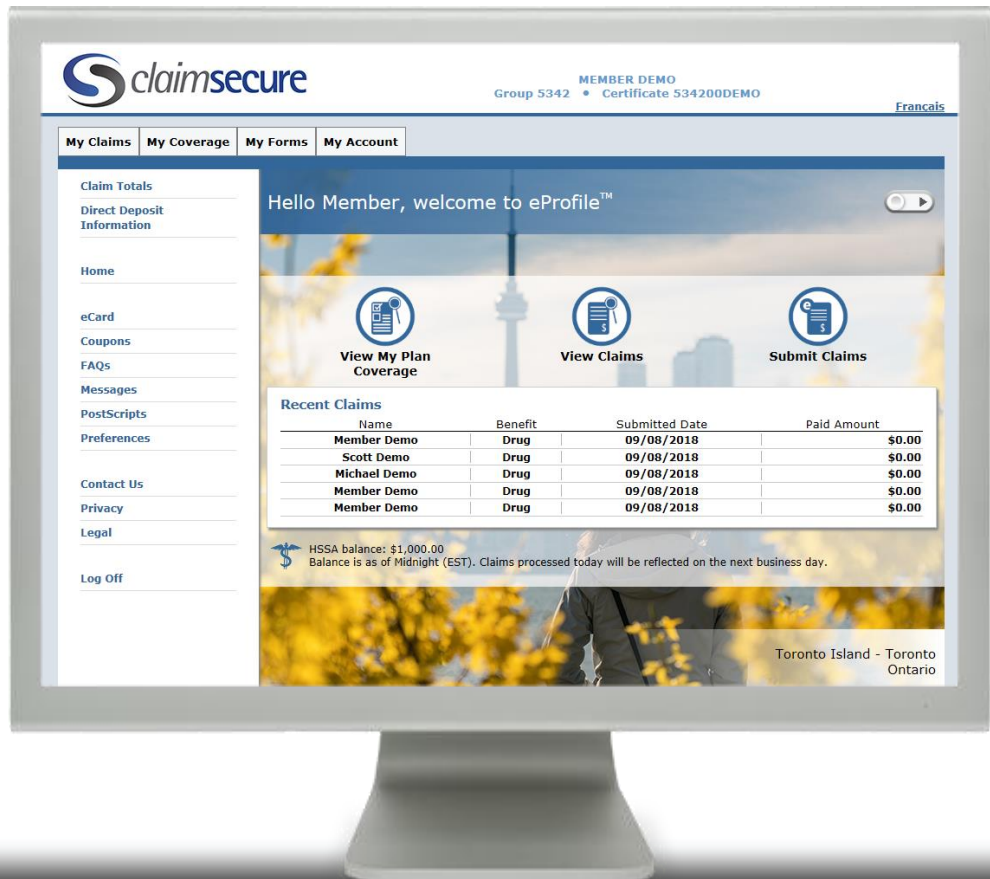 claimsecure
MEMBER DEMO
Group 5342 • Certificate 534200DEMO
Français
My Claims My Coverage My Forms My Account
Claim Totals
Direct Deposit
Information
Home
eCard
Coupons
FAQs
Messages
PostScripts
Preferences
Contact Us
Privacy
Legal
Log Off
Hello Member, welcome to eProfile™
View My Plan
Coverage
View Claims
Submit Claims
Recent Claims
Name Benefit Submitted Date Paid Amount
Member Demo Drug 09/08/2018 $0.00
Scott Demo Drug 09/08/2018 $0.00
Michael Demo Drug 09/08/2018 $0.00
Member Demo Drug 09/08/2018 $0.00
Member Demo Drug 09/08/2018 $0.00
HSSA balance: $1,000.00
Balance is as of Midnight (EST). Claims processed today will be reflected on the next business day.
Toronto Island - Toronto
Ontario